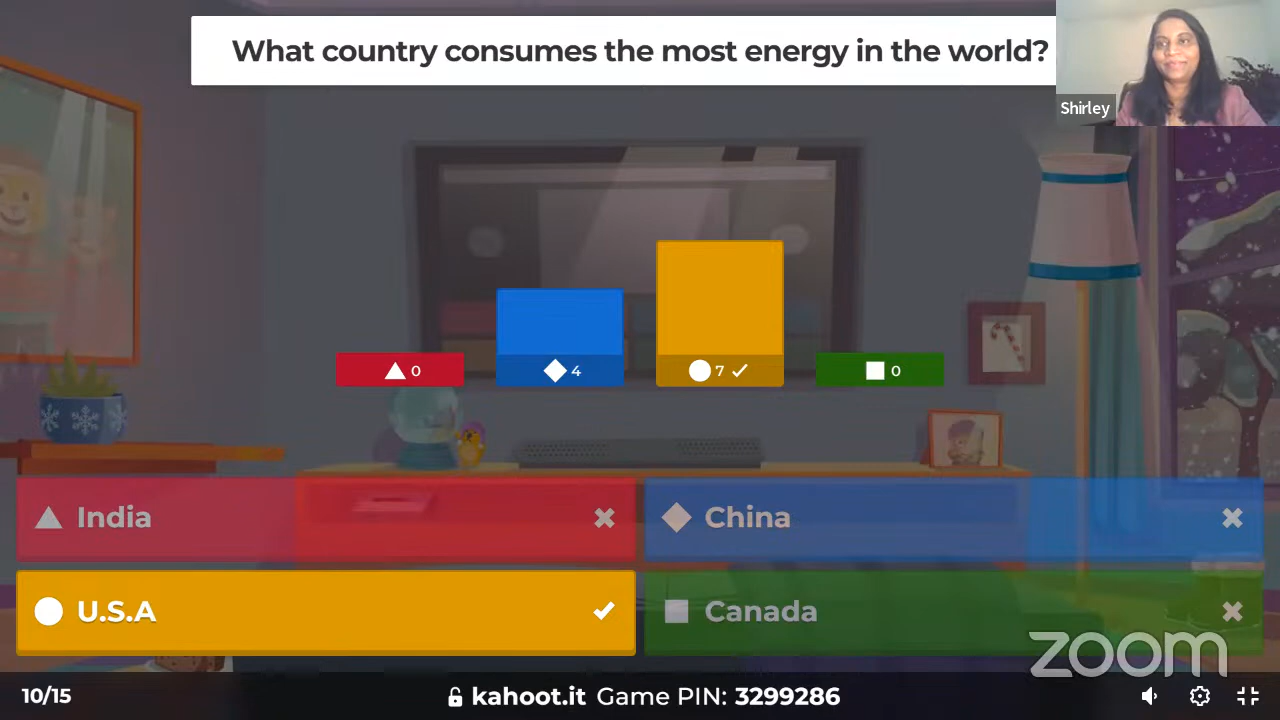 What country consumes the most energy in the world?
Shirley
0
4
7
0
India
China
U.S.A
Canada
zoom
10/15
kahoot.it Game PIN: 3299286